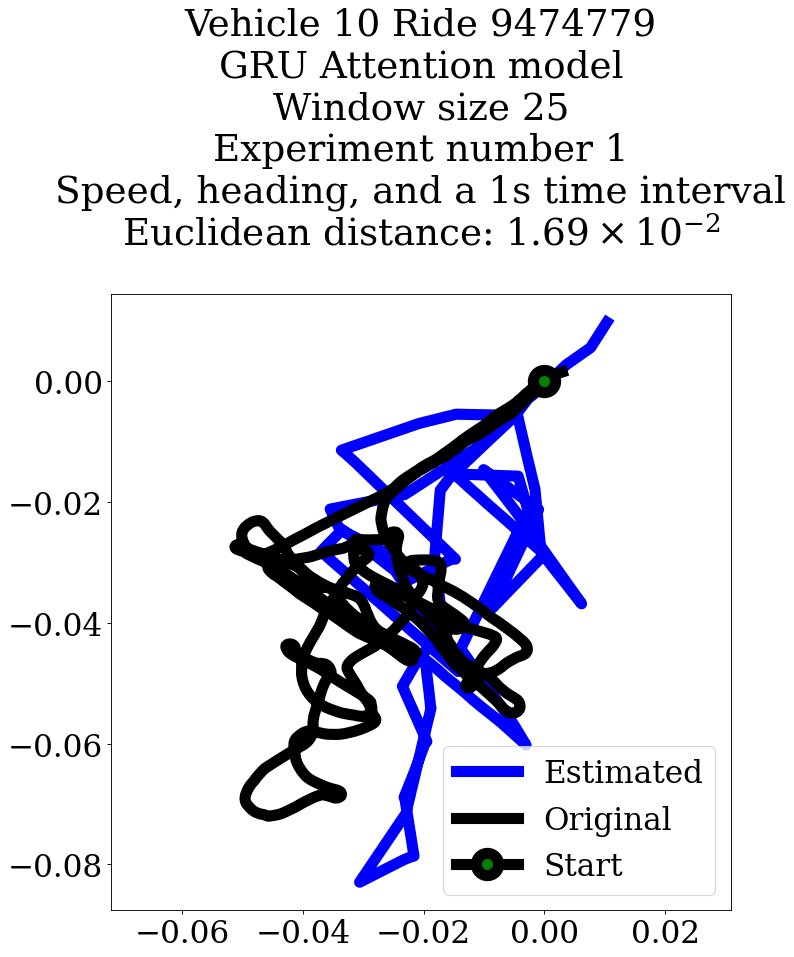 Vehicle 10 Ride 9474779
GRU Attention model
Window size 25
Experiment number 1
Speed, heading, and a 1s time interval
Euclidean distance: 1.69 × 10⁻²
0.00
−0.02
−0.04
−0.06
−0.08
Estimated
Original
Start
−0.06 −0.04 −0.02 0.00 0.02